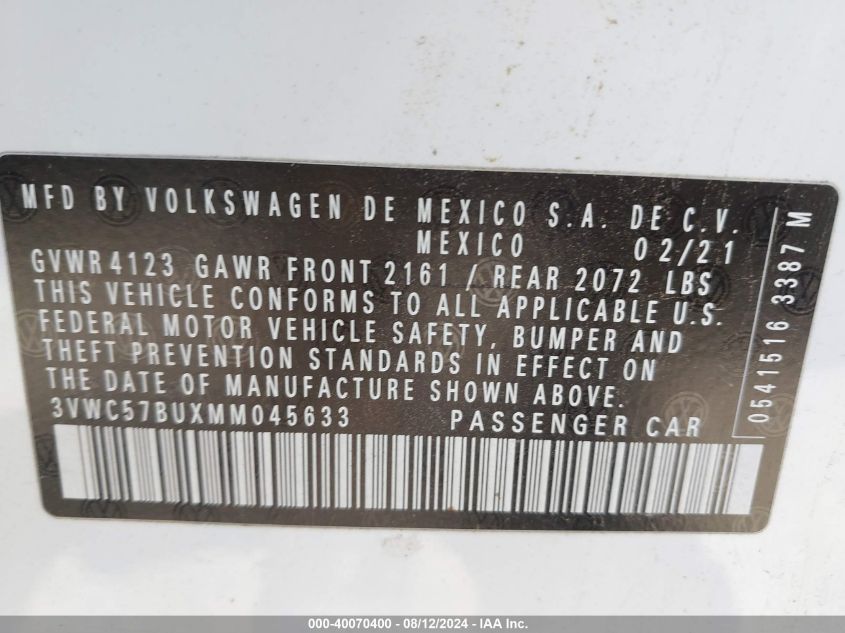 MFD BY VOLKSWAGEN DE MEXICO S.A. DE C.V.
MEXICO 02/21
GVWR 4123 GAWR FRONT 2161 / REAR 2072 LBS
THIS VEHICLE CONFORMS TO ALL APPLICABLE U.S.
FEDERAL MOTOR VEHICLE SAFETY, BUMPER AND
THEFT PREVENTION STANDARDS IN EFFECT ON
THE DATE OF MANUFACTURE SHOWN ABOVE.
3VWC57BUXMM045633 PASSENGER CAR
0541516 3387 M
000-40070400 - 08/12/2024 - IAA Inc.